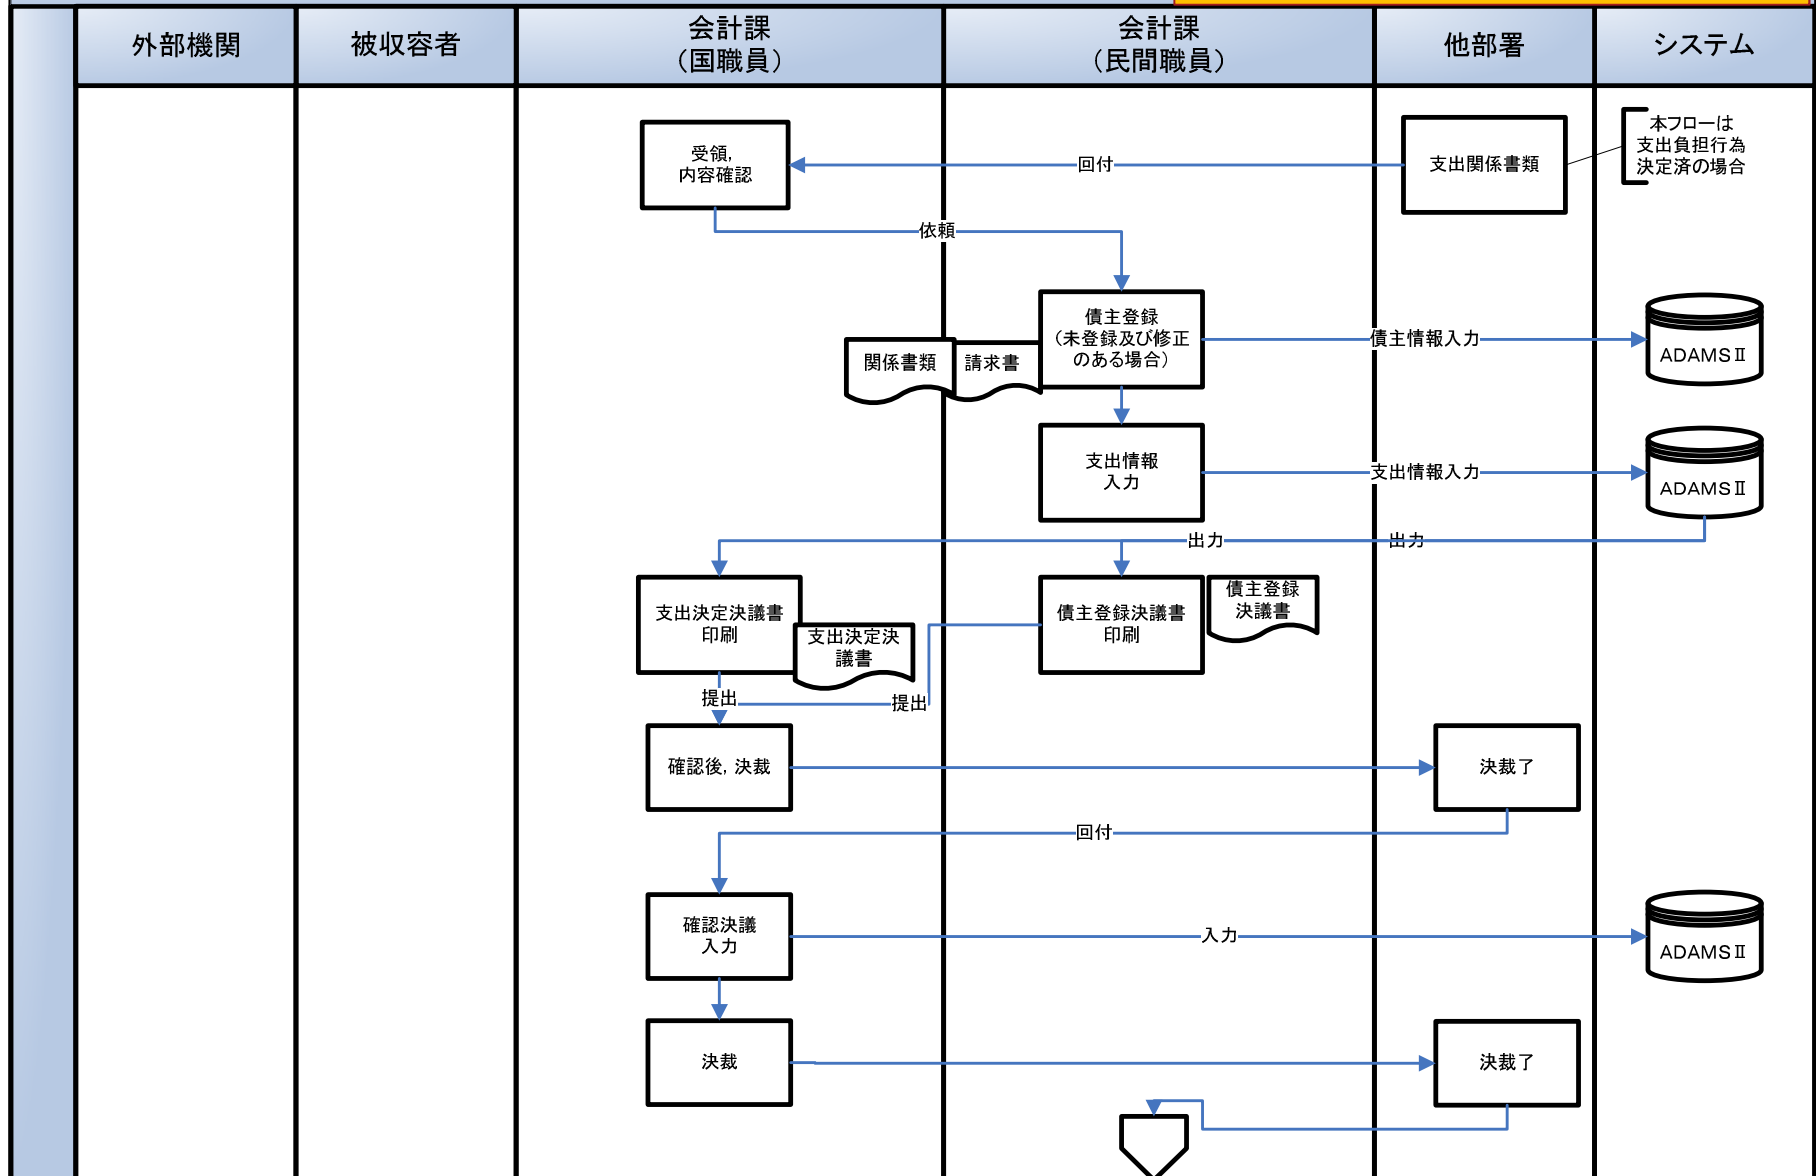 外部機関
被収容者
会計課
（国職員）
会計課
（民間職員）
他部署
システム
受領，
内容確認
回付
支出関係書類
本フローは
支出負担行為
決定済の場合
依頼
債主登録
（未登録及び修正
のある場合）
関係書類
請求書
債主情報入力
ADAMSⅡ
支出情報
入力
支出情報入力
ADAMSⅡ
出力
出力
支出決定決議書
印刷
支出決定決
議書
債主登録決議書
印刷
債主登録
決議書
提出
提出
確認後，決裁
決裁了
回付
確認決議
入力
入力
ADAMSⅡ
決裁
決裁了